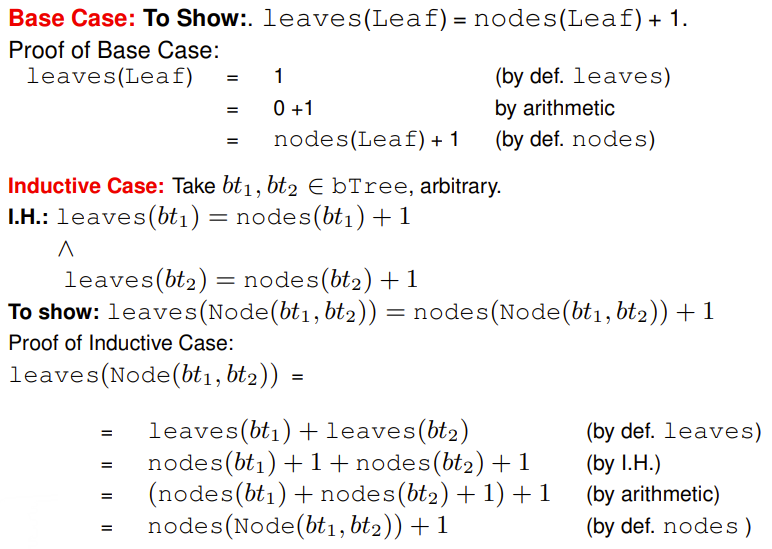 Base Case: To Show:. leaves(Leaf) = nodes(Leaf) + 1.
Proof of Base Case:
leaves(Leaf) = 1 (by def. leaves)
= 0 +1 by arithmetic
= nodes(Leaf) + 1 (by def. nodes)
Inductive Case: Take bt₁, bt₂ ∈ bTree, arbitrary.
I.H.: leaves(bt₁) = nodes(bt₁) + 1
∧
leaves(bt₂) = nodes(bt₂) + 1
To show: leaves(Node(bt₁, bt₂)) = nodes(Node(bt₁, bt₂)) + 1
Proof of Inductive Case:
leaves(Node(bt₁, bt₂)) =
= leaves(bt₁) + leaves(bt₂) (by def. leaves)
= nodes(bt₁) + 1 + nodes(bt₂) + 1 (by I.H.)
= (nodes(bt₁) + nodes(bt₂) + 1) + 1 (by arithmetic)
= nodes(Node(bt₁, bt₂)) + 1 (by def. nodes )